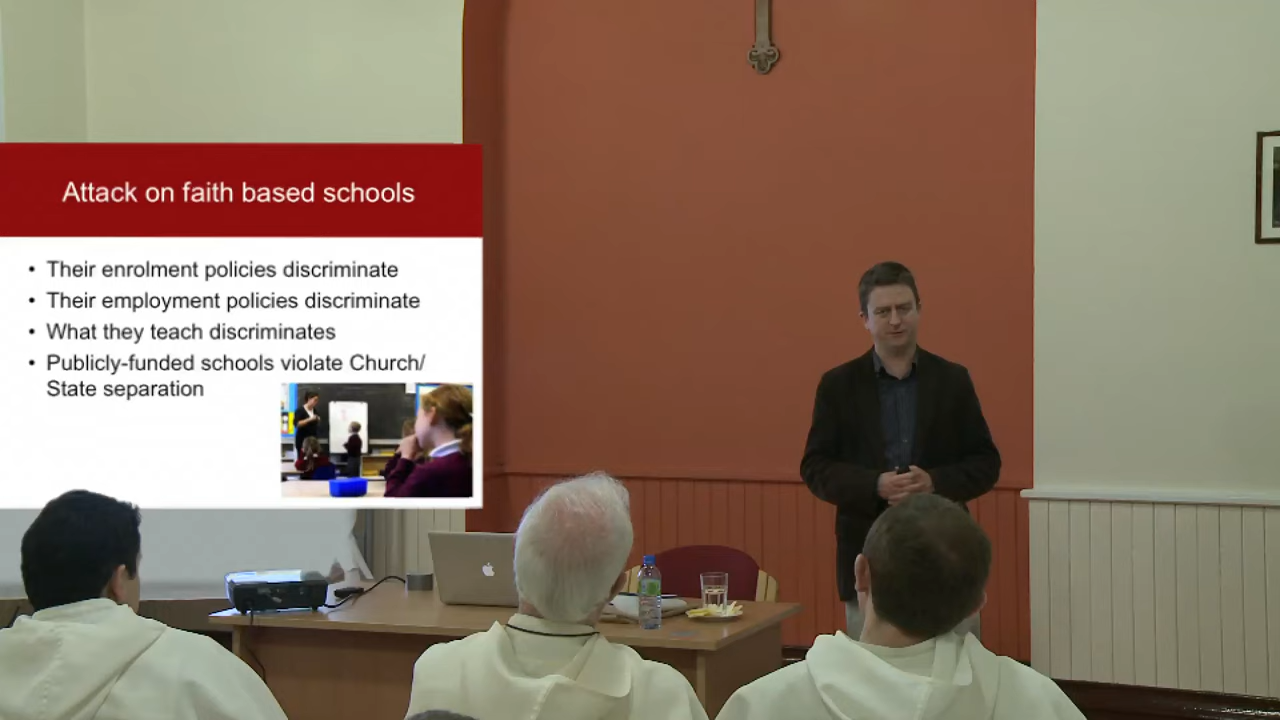 Attack on faith based schools
• Their enrolment policies discriminate
• Their employment policies discriminate
• What they teach discriminates
• Publicly-funded schools violate Church/
State separation